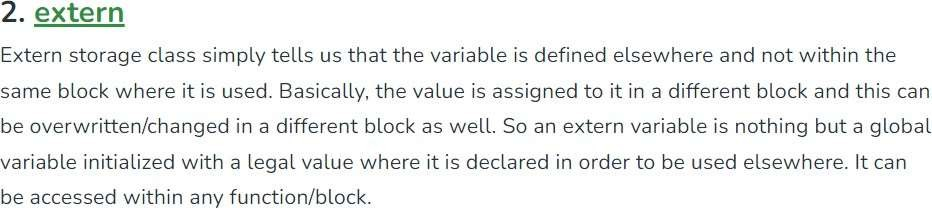 2. extern
Extern storage class simply tells us that the variable is defined elsewhere and not within the
same block where it is used. Basically, the value is assigned to it in a different block and this can
be overwritten/changed in a different block as well. So an extern variable is nothing but a global
variable initialized with a legal value where it is declared in order to be used elsewhere. It can
be accessed within any function/block.